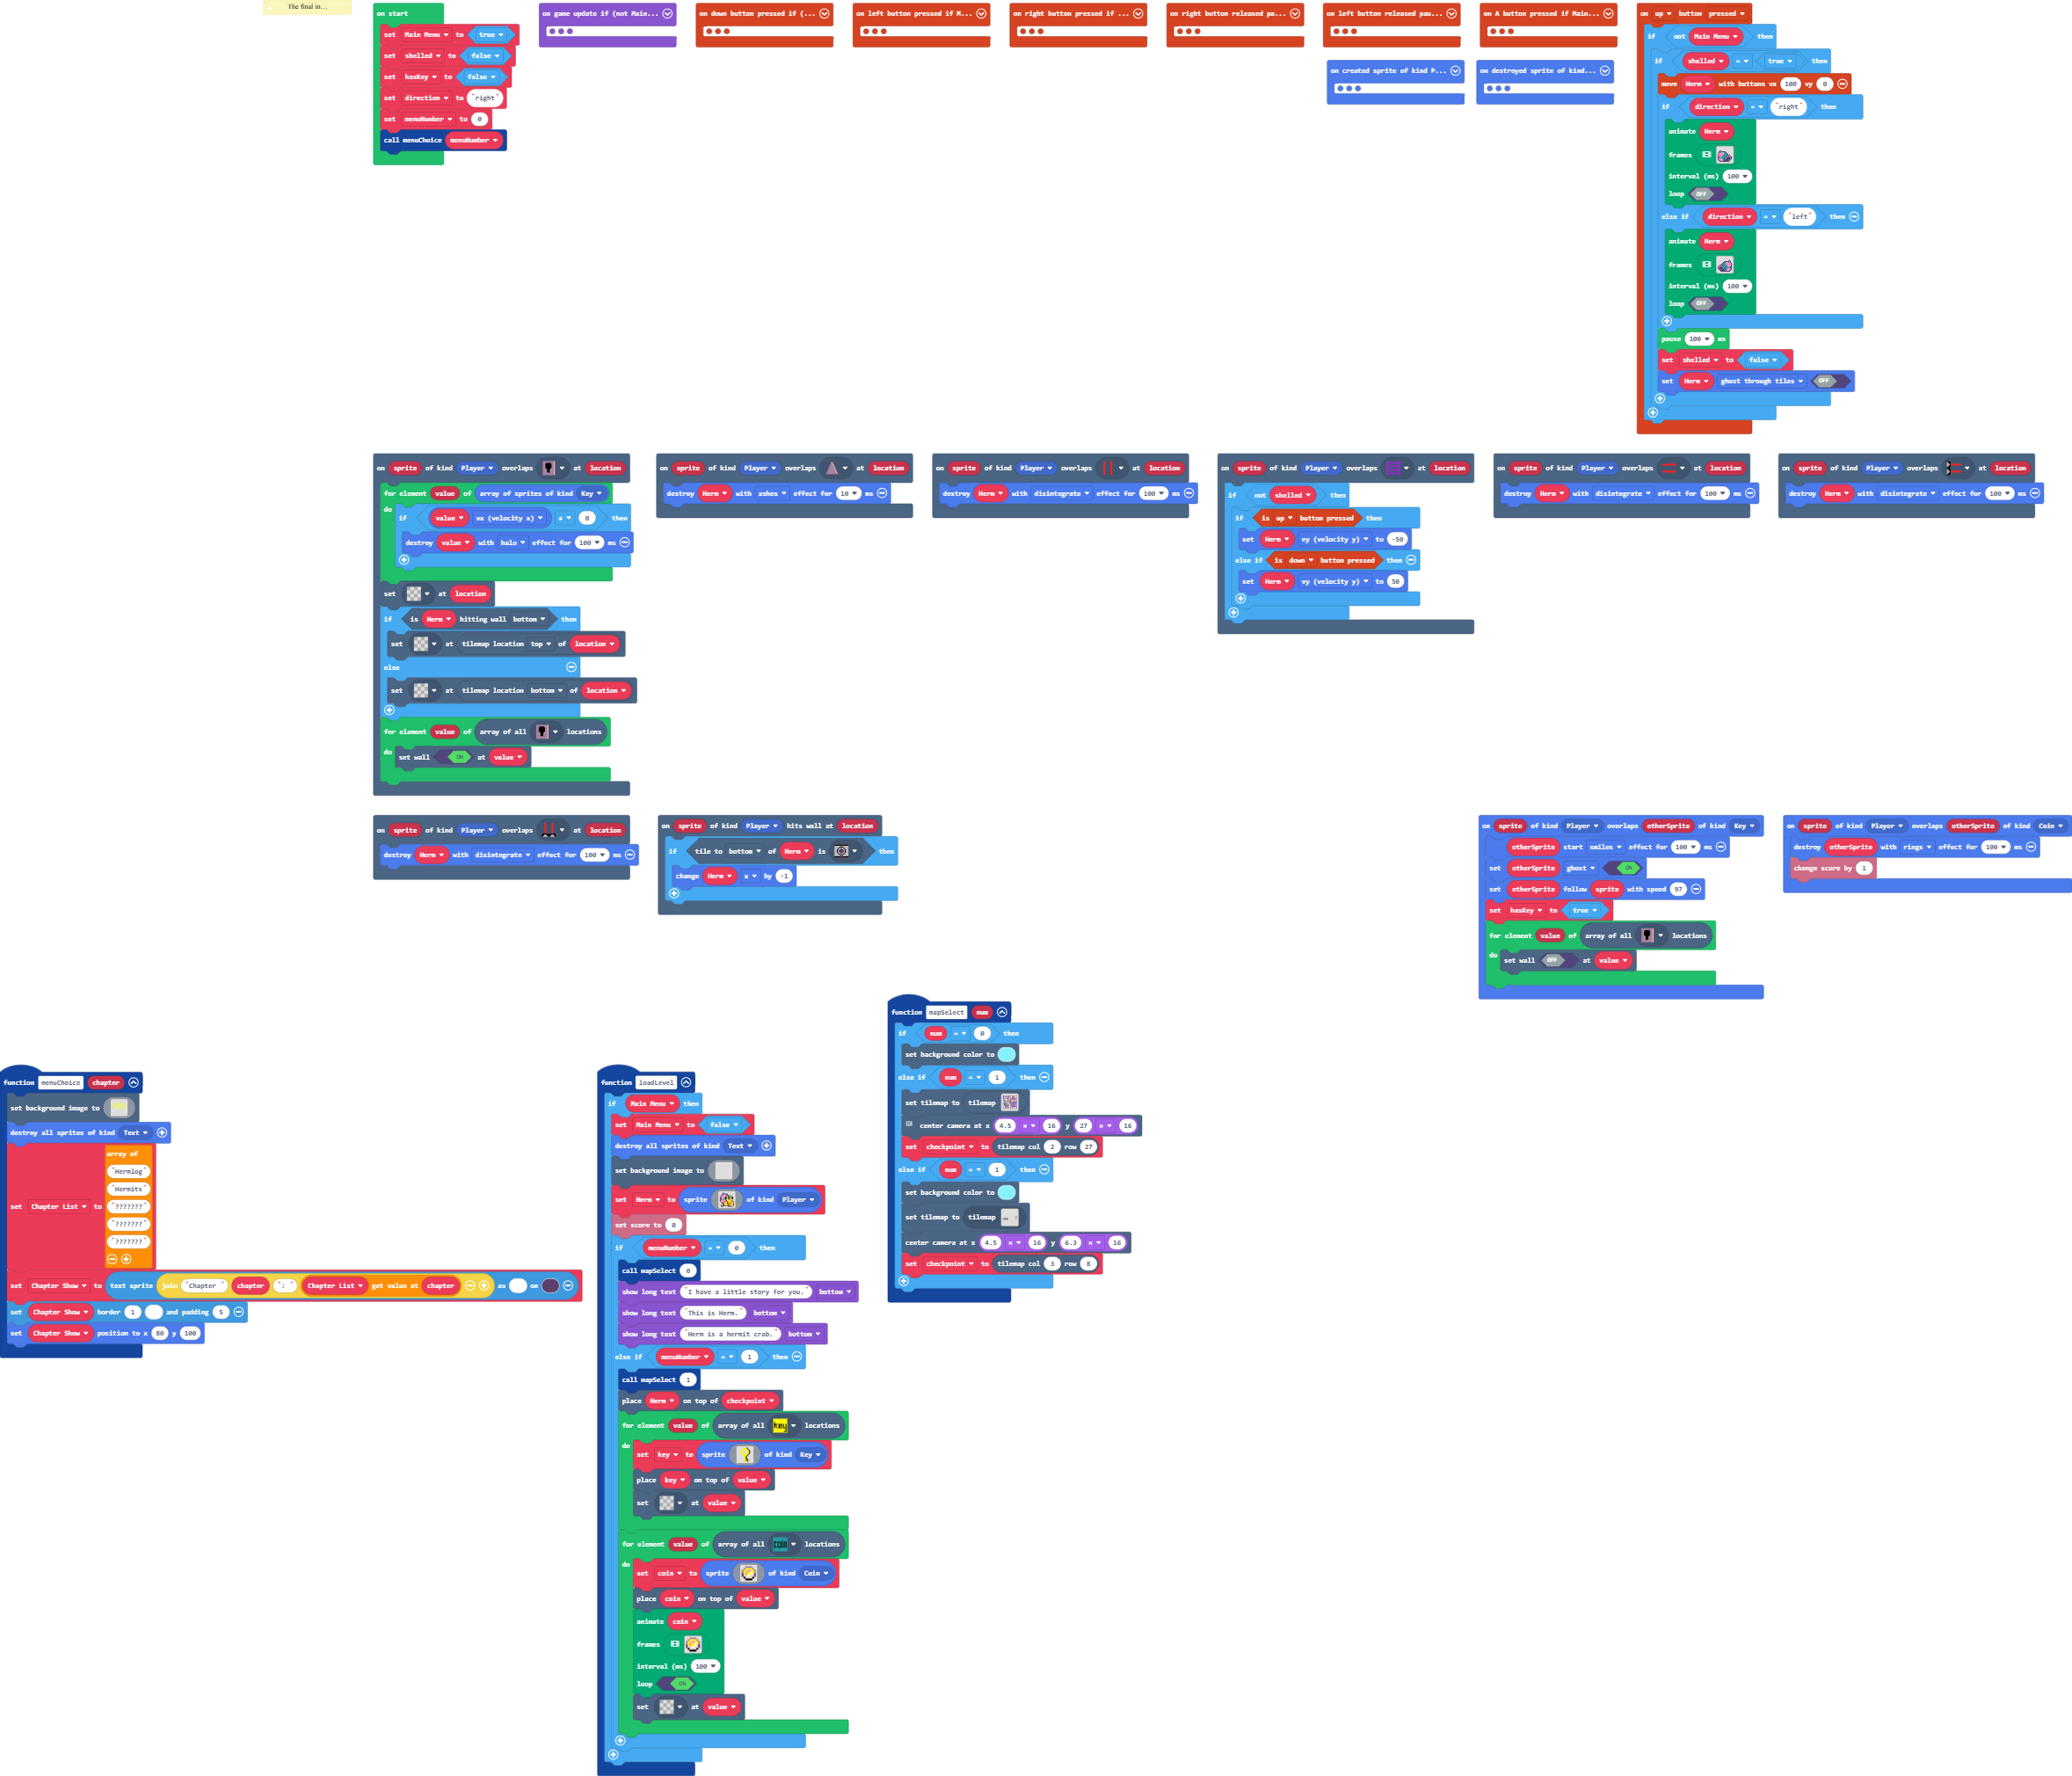 The final in...
on start
set Main Menu to true
set shelled to false
set hasKey to false
set direction to "right"
set menuNumber to 0
call menuChoice menuNumber
on game update if (not Main...
on down button pressed if (...
on left button pressed if M...
on right button pressed if ...
on right button released pa...
on left button released pau...
on A button pressed if Main...
on created sprite of kind P...
on destroyed sprite of kind...
on up button pressed
if not Main Menu then
if shelled = true then
move Herm with buttons vx 100 vy 0
if direction = "right" then
animate Herm
frames
interval (ms) 100
loop OFF
else if direction = "left" then
animate Herm
frames
interval (ms) 100
loop OFF
pause 100 ms
set shelled to false
set Herm ghost through tiles OFF
on sprite of kind Player overlaps at location
for element value of array of sprites of kind Key
do
if value vx (velocity x) ≠ 0 then
destroy value with halo effect for 100 ms
set at location
if is Herm hitting wall bottom then
set at tilemap location top of location
else
set at tilemap location bottom of location
for element value of array of all locations
do
set wall ON at value
on sprite of kind Player overlaps at location
destroy Herm with ashes effect for 10 ms
on sprite of kind Player overlaps at location
destroy Herm with disintegrate effect for 100 ms
on sprite of kind Player overlaps at location
if not shelled then
if is up button pressed then
set Herm vy (velocity y) to -50
else if is down button pressed then
set Herm vy (velocity y) to 50
on sprite of kind Player overlaps at location
destroy Herm with disintegrate effect for 100 ms
on sprite of kind Player overlaps at location
destroy Herm with disintegrate effect for 100 ms
on sprite of kind Player overlaps at location
destroy Herm with disintegrate effect for 100 ms
on sprite of kind Player hits wall at location
if tile to bottom of Herm is then
change Herm x by -1
on sprite of kind Player overlaps otherSprite of kind Key
otherSprite start smiles effect for 100 ms
set otherSprite ghost ON
set otherSprite follow sprite with speed 97
set hasKey to true
for element value of array of all locations
do
set wall OFF at value
on sprite of kind Player overlaps otherSprite of kind Coin
destroy otherSprite with rings effect for 100 ms
change score by 1
function menuChoice chapter
set background image to
destroy all sprites of kind Text
set Chapter List to array of
"Hermlog"
"Hermits"
"???????"
"???????"
"???????"
set Chapter Show to text sprite join "Chapter " chapter ": " Chapter List get value at chapter as on
set Chapter Show border 1 and padding 5
set Chapter Show position to x 80 y 100
function loadLevel
if Main Menu then
set Main Menu to false
destroy all sprites of kind Text
set background image to
set Herm to sprite of kind Player
set score to 0
if menuNumber = 0 then
call mapSelect 0
show long text "I have a little story for you." bottom
show long text "This is Herm." bottom
show long text "Herm is a hermit crab." bottom
else if menuNumber = 1 then
call mapSelect 1
place Herm on top of checkpoint
for element value of array of all key locations
do
set key to sprite of kind Key
place key on top of value
set at value
for element value of array of all COIN locations
do
set coin to sprite of kind Coin
place coin on top of value
animate coin
frames
interval (ms) 100
loop ON
set at value
function mapSelect num
if num = 0 then
set background color to
else if num = 1 then
set tilemap to tilemap
center camera at x 4.5 × 16 y 27 × 16
set checkpoint to tilemap col 2 row 27
else if num = 1 then
set background color to
set tilemap to tilemap
center camera at x 4.5 × 16 y 6.3 × 16
set checkpoint to tilemap col 3 row 8